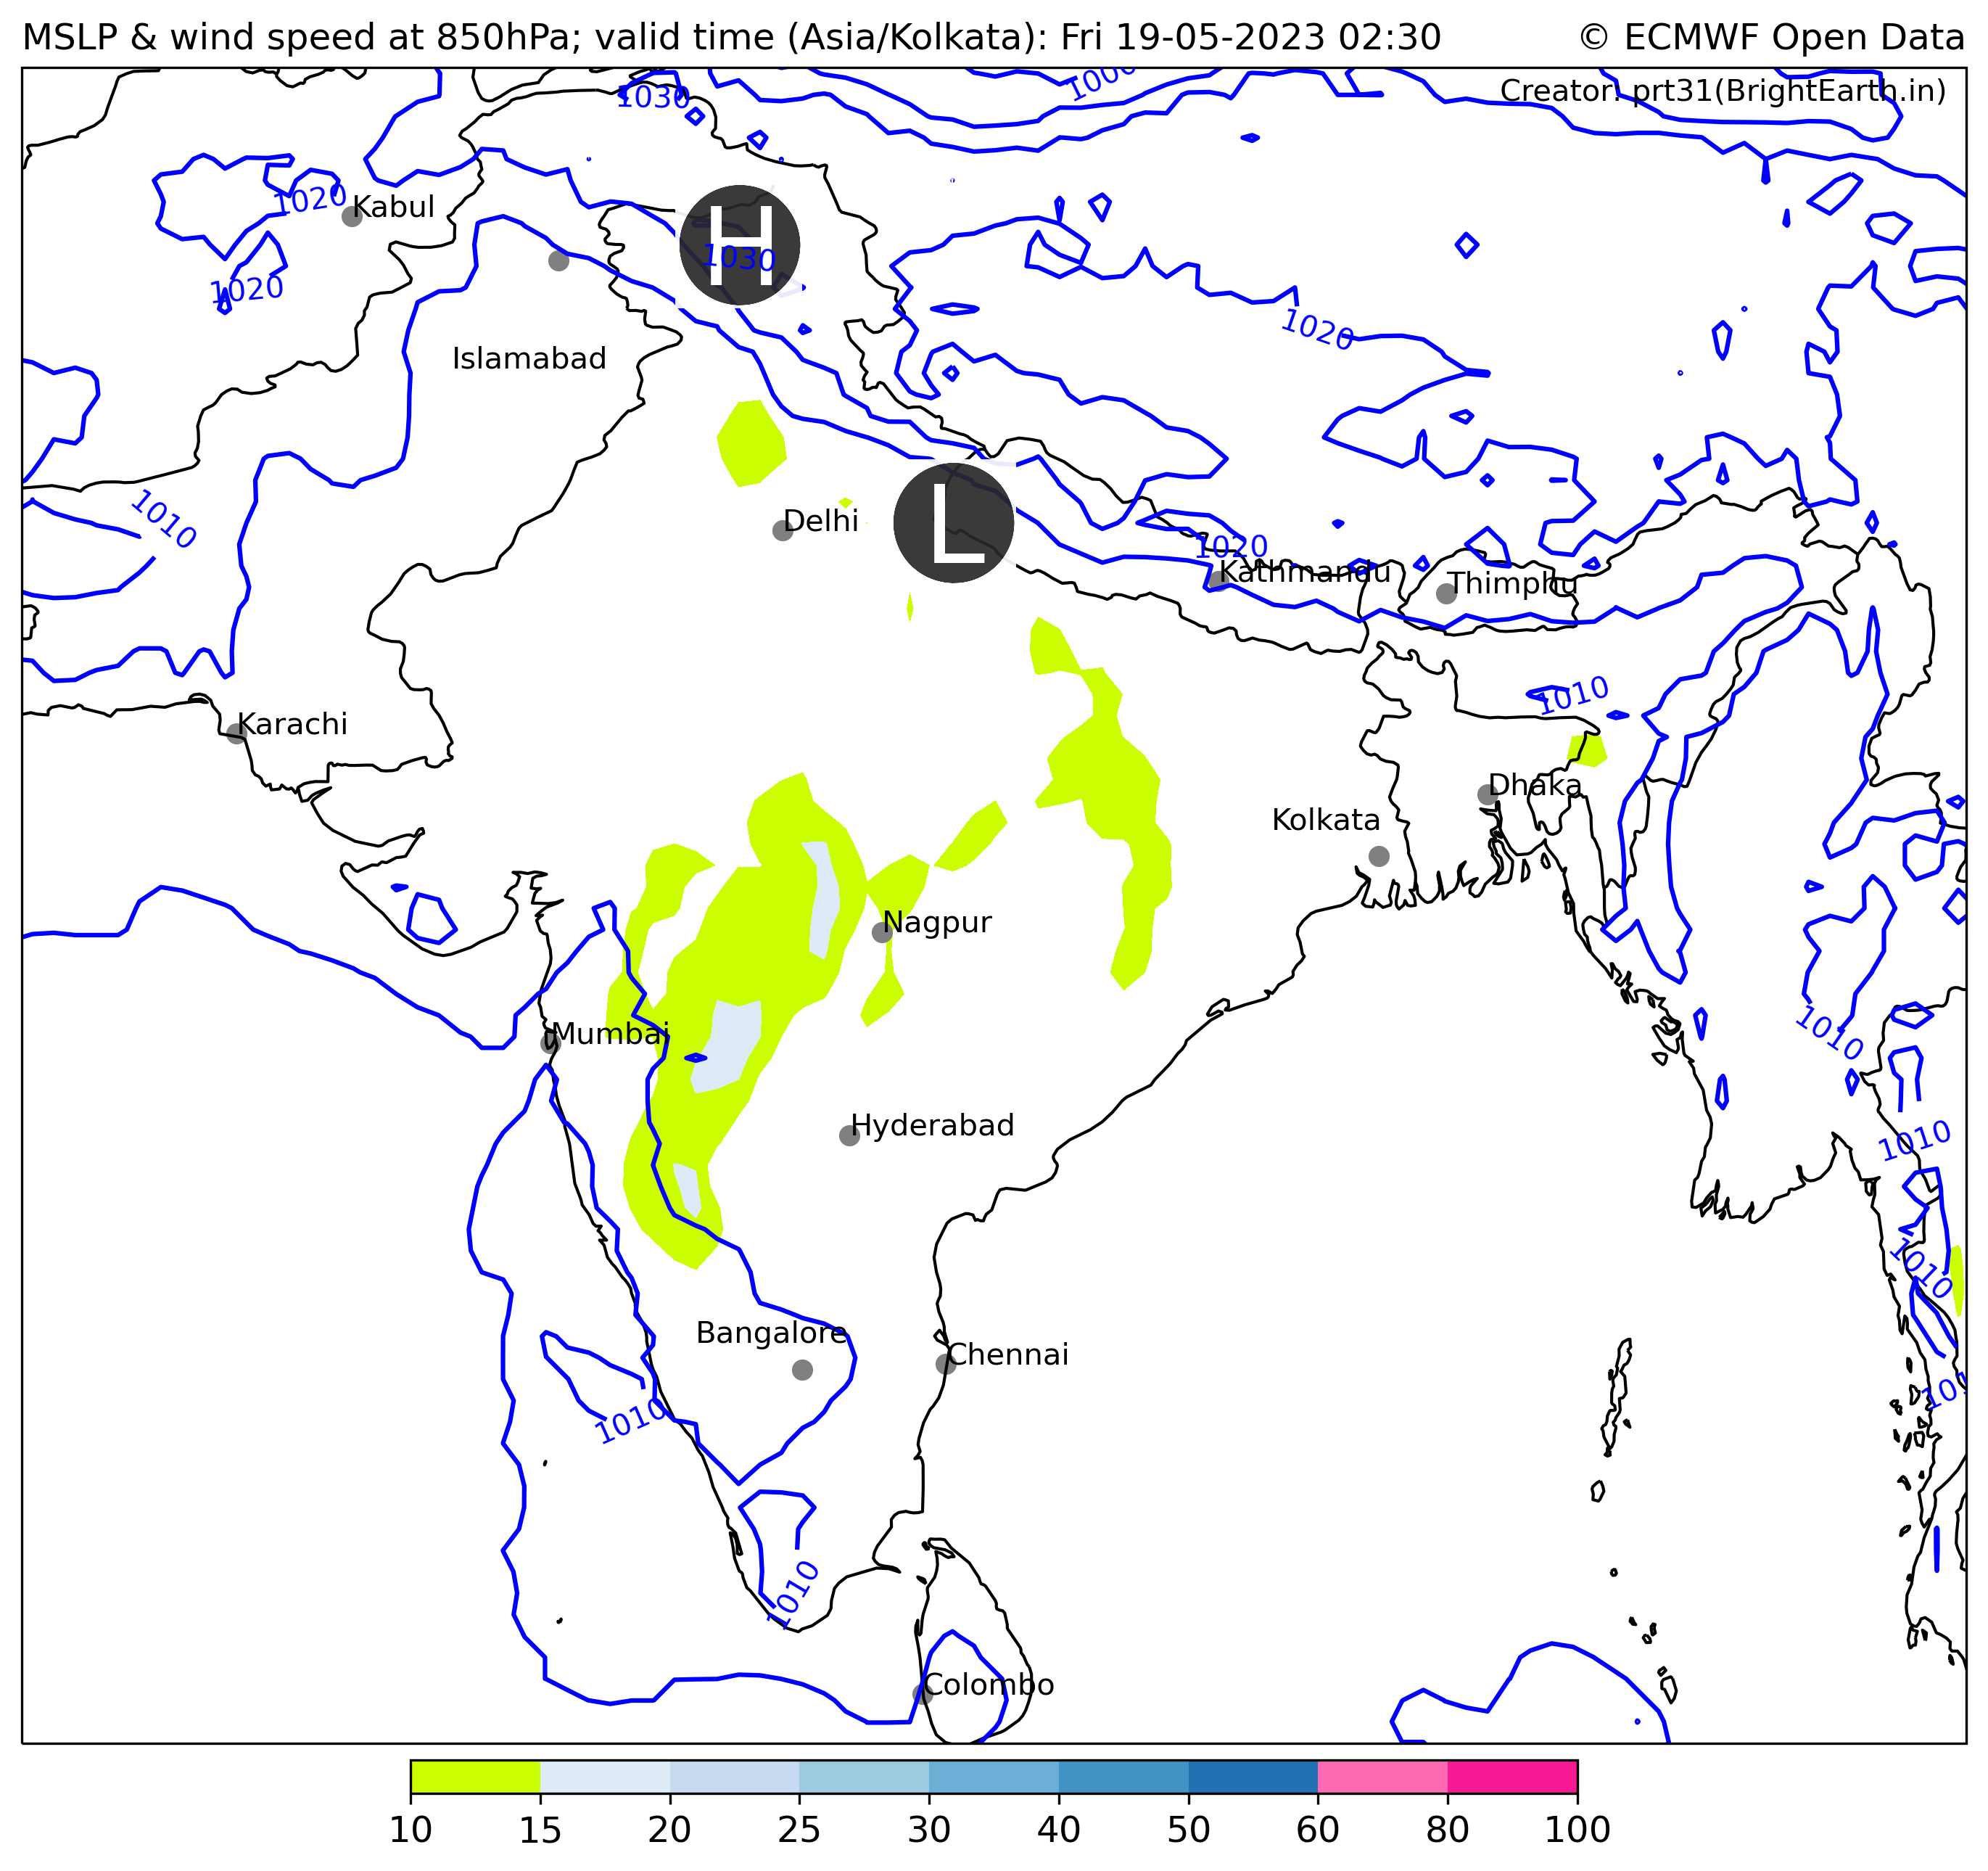 MSLP & wind speed at 850hPa; valid time (Asia/Kolkata): Fri 19-05-2023 02:30
© ECMWF Open Data
Creator: prt31(BrightEarth.in)
1030
1020
Kabul
H
1030
1020
1020
Islamabad
1010
Delhi
L
1020
Kathmandu
Thimphu
1010
Karachi
Dhaka
Kolkata
Nagpur
Mumbai
1010
Hyderabad
1010
1010
Bangalore
Chennai
1010
1010
Colombo
10 15 20 25 30 40 50 60 80 100